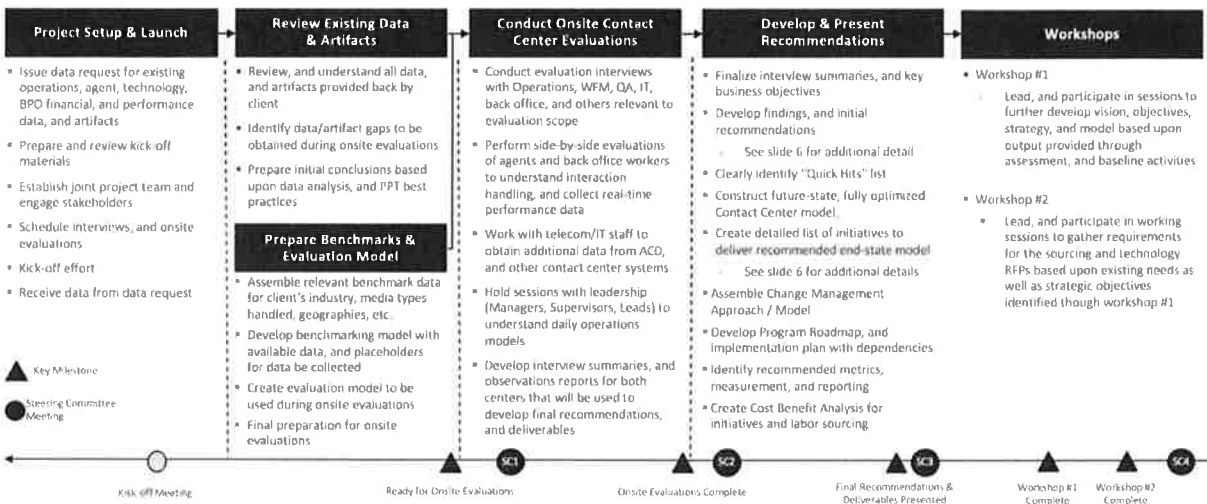 Project Setup & Launch
Issue data request for existing
operations, agent, technology,
BPO financial, and performance
data, and artifacts
Prepare and review kick-off
materials
Establish joint project team and
engage stakeholders
Schedule interviews, and onsite
evaluations
Kick-off effort
Receive data from data request
Key Milestone
Steering Committee
Meeting
Review Existing Data
& Artifacts
Review, and understand all data,
and artifacts provided back by
client
Identify data/artifact gaps to be
obtained during onsite evaluations
Prepare initial conclusions based
upon data analysis, and PPT best
practices
Prepare Benchmarks &
Evaluation Model
Assemble relevant benchmark data
for client's industry, media types
handled, geographies, etc.
Develop benchmarking model with
available data, and placeholders
for data be collected
Create evaluation model to be
used during onsite evaluations
Final preparation for onsite
evaluations
Conduct Onsite Contact
Center Evaluations
Conduct evaluation interviews
with Operations, WFM, QA, IT,
back office, and others relevant to
evaluation scope
Perform side-by-side evaluations
of agents and back office workers
to understand interaction
handling, and collect real-time
performance data
Work with telecom/IT staff to
obtain additional data from ACD,
and other contact center systems
Hold sessions with leadership
(Managers, Supervisors, Leads) to
understand daily operations
models
Develop interview summaries, and
observations reports for both
centers that will be used to
develop final recommendations,
and deliverables
Develop & Present
Recommendations
Finalize interview summaries, and key
business objectives
Develop findings, and initial
recommendations
See slide 6 for additional detail
Clearly identify "Quick Hits" list
Construct future-state, fully optimized
Contact Center model
Create detailed list of initiatives to
deliver recommended end-state model
See slide 6 for additional details
Assemble Change Management
Approach / Model
Develop Program Roadmap, and
implementation plan with dependencies
Identify recommended metrics,
measurement, and reporting
Create Cost Benefit Analysis for
initiatives and labor sourcing
Workshops
Workshop #1
Lead, and participate in sessions to
further develop vision, objectives,
strategy, and model based upon
output provided through
assessment, and baseline activities
Workshop #2
Lead, and participate in working
sessions to gather requirements
for the sourcing and technology
RFPs based upon existing needs as
well as strategic objectives
identified though workshop #1
SC1
SC2
SC3
SC4
Kick off Meeting
Ready for Onsite Evaluations
Onsite Evaluations Complete
Final Recommendations &
Deliverables Presented
Workshop #1
Complete
Workshop #2
Complete